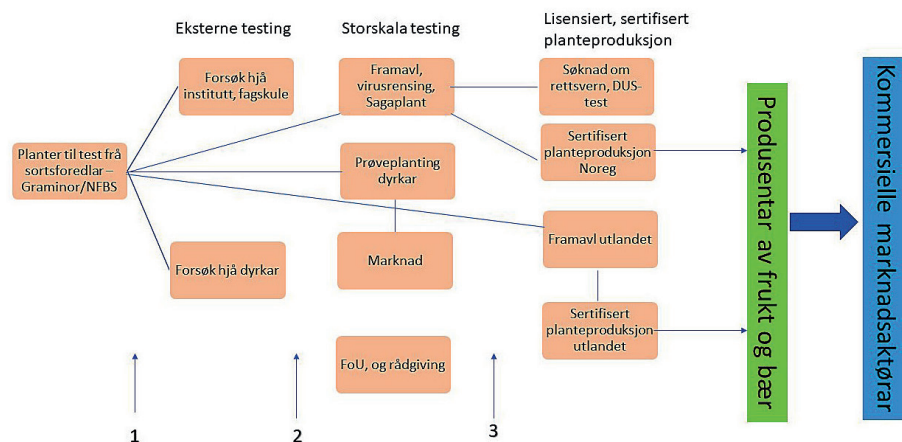 Eksterne testing
Storskala testing
Lisensiert, sertifisert
planteproduksjon
Planter til test frå
sortsforedlar –
Graminor/NFBS
Forsøk hjå
institutt, fagskule
Forsøk hjå dyrkar
Framavl,
virusrensing,
Sagaplant
Prøveplanting
dyrkar
Marknad
FoU, og rådgiving
Søknad om
rettsvern, DUS-
test
Sertifisert
planteproduksjon
Noreg
Framavl utlandet
Sertifisert
planteproduksjon
utlandet
Produsentar av frukt og bær
Kommersielle marknadsaktørar
1
2
3